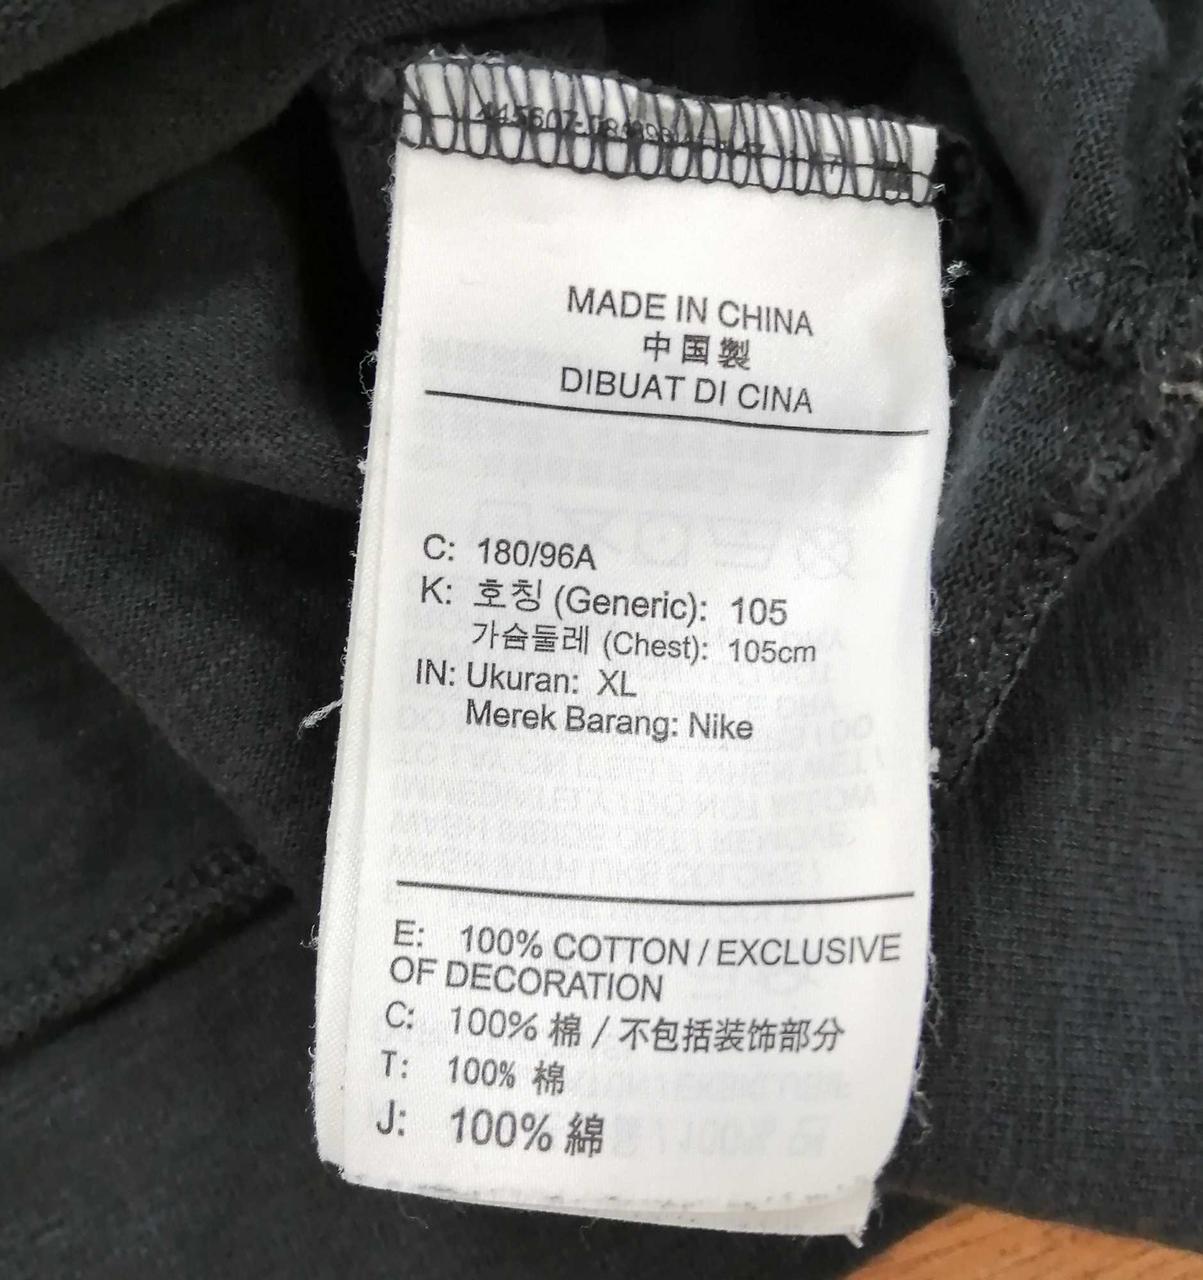 MADE IN CHINA
中国製
DIBUAT DI CINA
C: 180/96A
K: 호칭 (Generic): 105
가슴둘레 (Chest): 105cm
IN: Ukuran: XL
Merek Barang: Nike
E: 100% COTTON / EXCLUSIVE
OF DECORATION
C: 100% 棉 / 不包括装饰部分
T: 100% 棉
J: 100% 綿